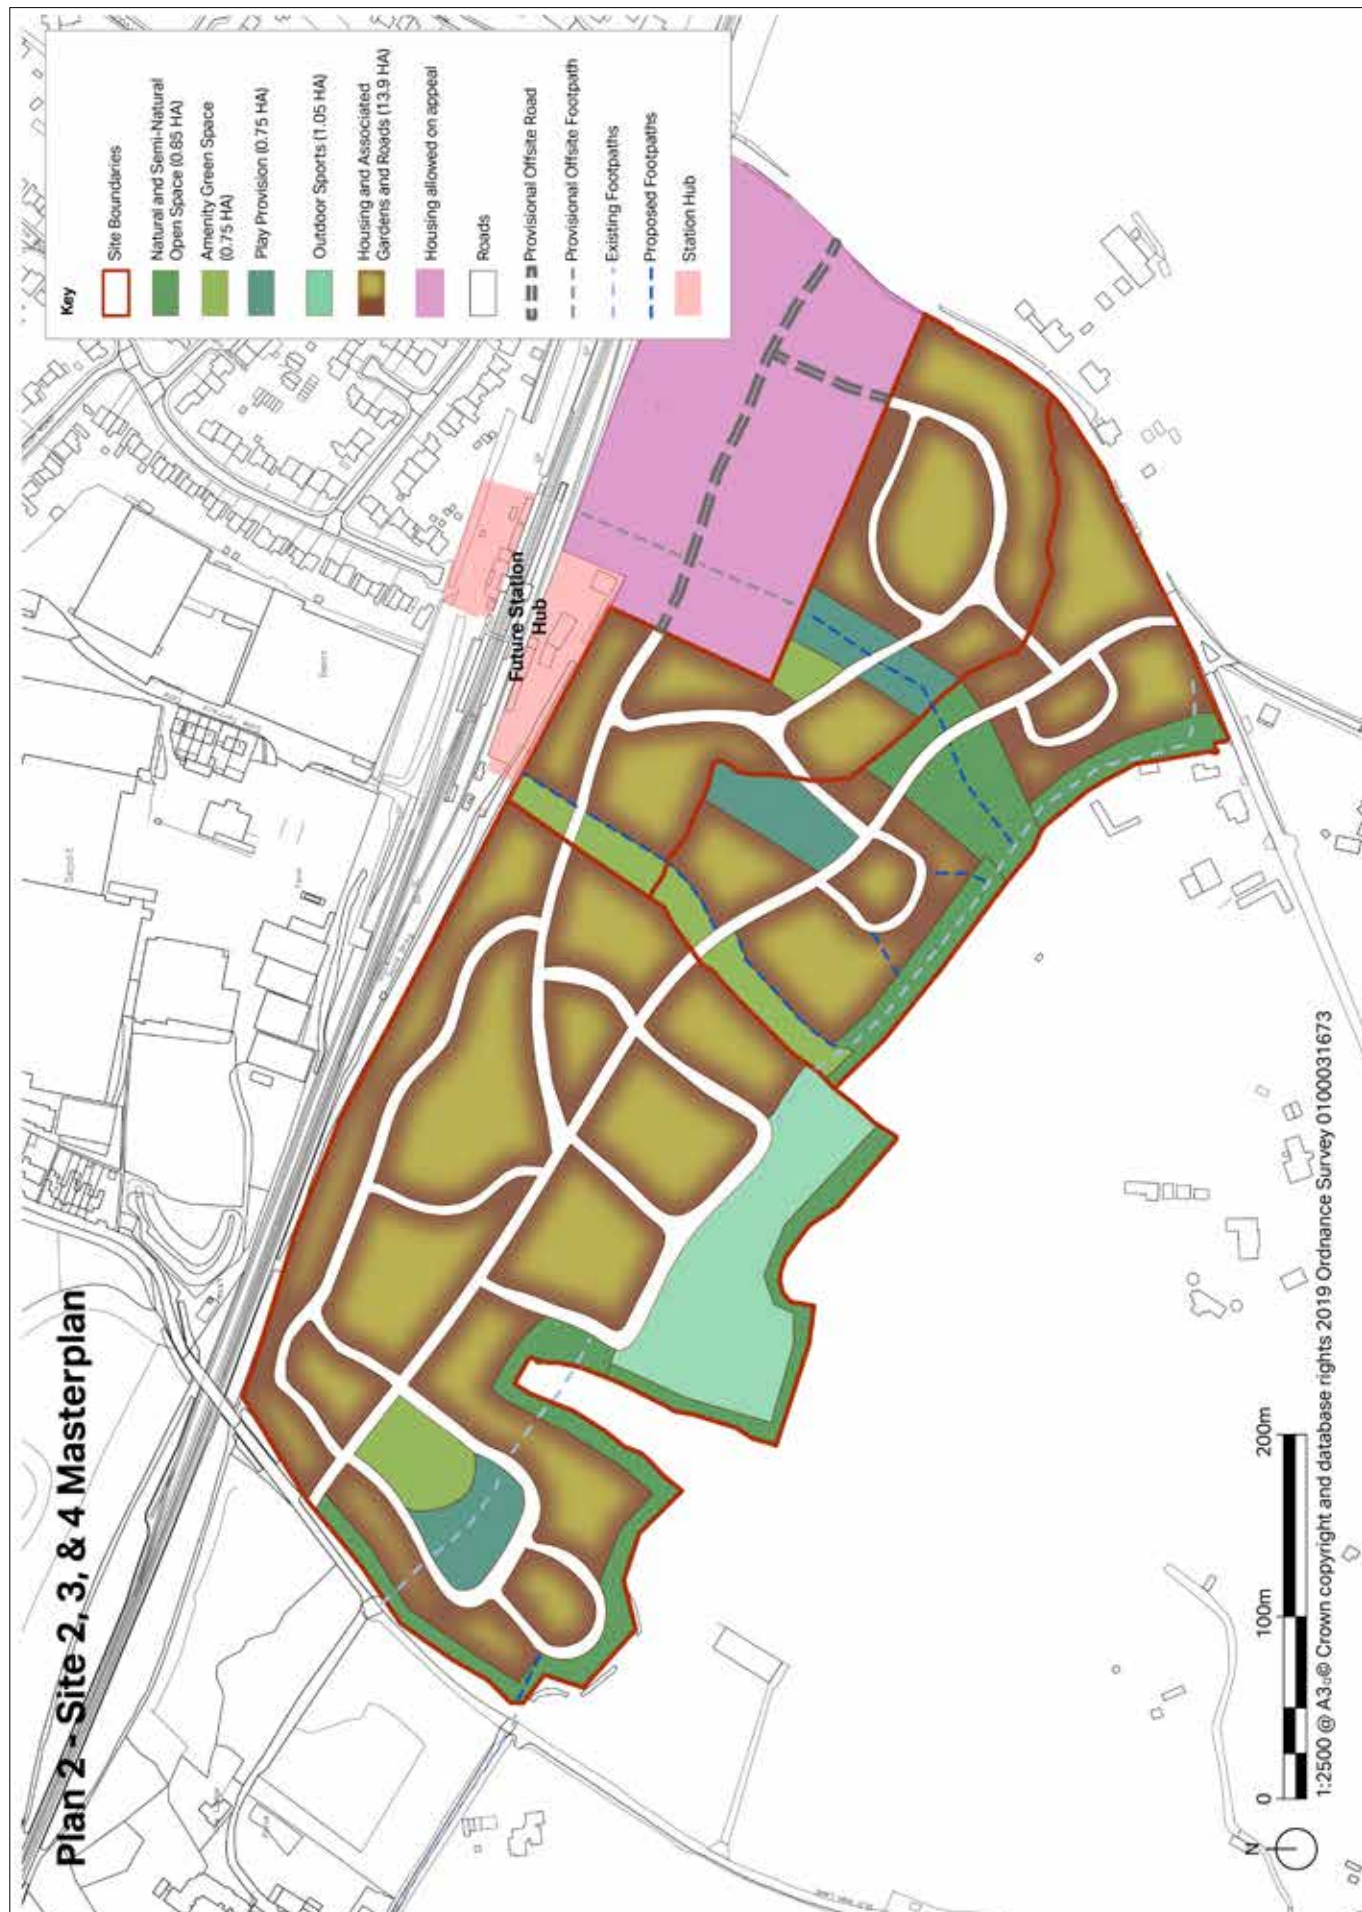 Plan 2 - Site 2, 3, & 4 Masterplan
Key
Site Boundaries
Natural and Semi-Natural
Open Space (0.85 HA)
Amenity Green Space
(0.75 HA)
Play Provision (0.75 HA)
Outdoor Sports (1.05 HA)
Housing and Associated
Gardens and Roads (13.9 HA)
Housing allowed on appeal
Roads
Provisional Offsite Road
Provisional Offsite Footpath
Existing Footpaths
Proposed Footpaths
Station Hub
Future Station
Hub
Depot
N
0
100m
200m
1:2500 @ A3.© Crown copyright and database rights 2019 Ordnance Survey 0100031673